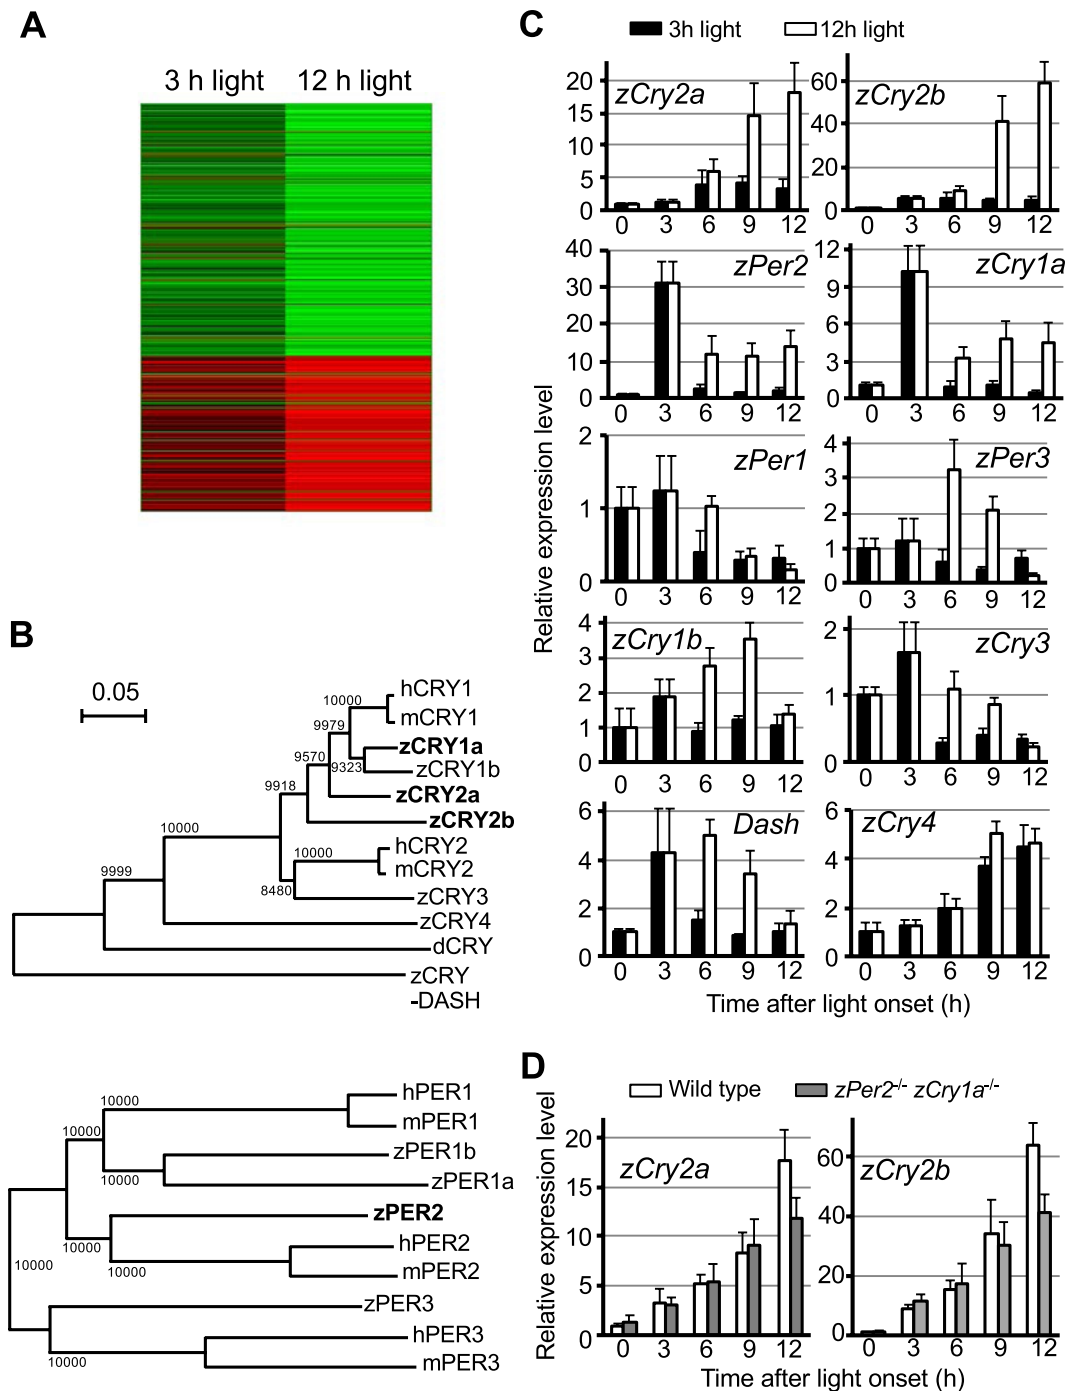 A
3 h light 12 h light
B
0.05
10000
hCRY1
mCRY1
9979
zCRY1a
9323
zCRY1b
9570
zCRY2a
9918
zCRY2b
10000
10000
hCRY2
mCRY2
8480
zCRY3
9999
zCRY4
dCRY
zCRY
-DASH
10000
hPER1
mPER1
10000
zPER1b
10000
zPER1a
zPER2
10000
hPER2
10000
mPER2
10000
zPER3
hPER3
10000
mPER3
C
3h light 12h light
Relative expression level
zCry2a
20
15
10
5
0
0 3 6 9 12
zCry2b
60
40
20
0
0 3 6 9 12
zPer2
40
30
20
10
0
0 3 6 9 12
zCry1a
12
9
6
3
0
0 3 6 9 12
zPer1
2
1
0
0 3 6 9 12
zPer3
4
3
2
1
0
0 3 6 9 12
zCry1b
4
3
2
1
0
0 3 6 9 12
zCry3
2
1
0
0 3 6 9 12
Dash
6
4
2
0
0 3 6 9 12
zCry4
6
4
2
0
0 3 6 9 12
Time after light onset (h)
D
Wild type zPer2-/- zCry1a-/-
Relative expression level
zCry2a
20
15
10
5
0
0 3 6 9 12
zCry2b
60
40
20
0
0 3 6 9 12
Time after light onset (h)